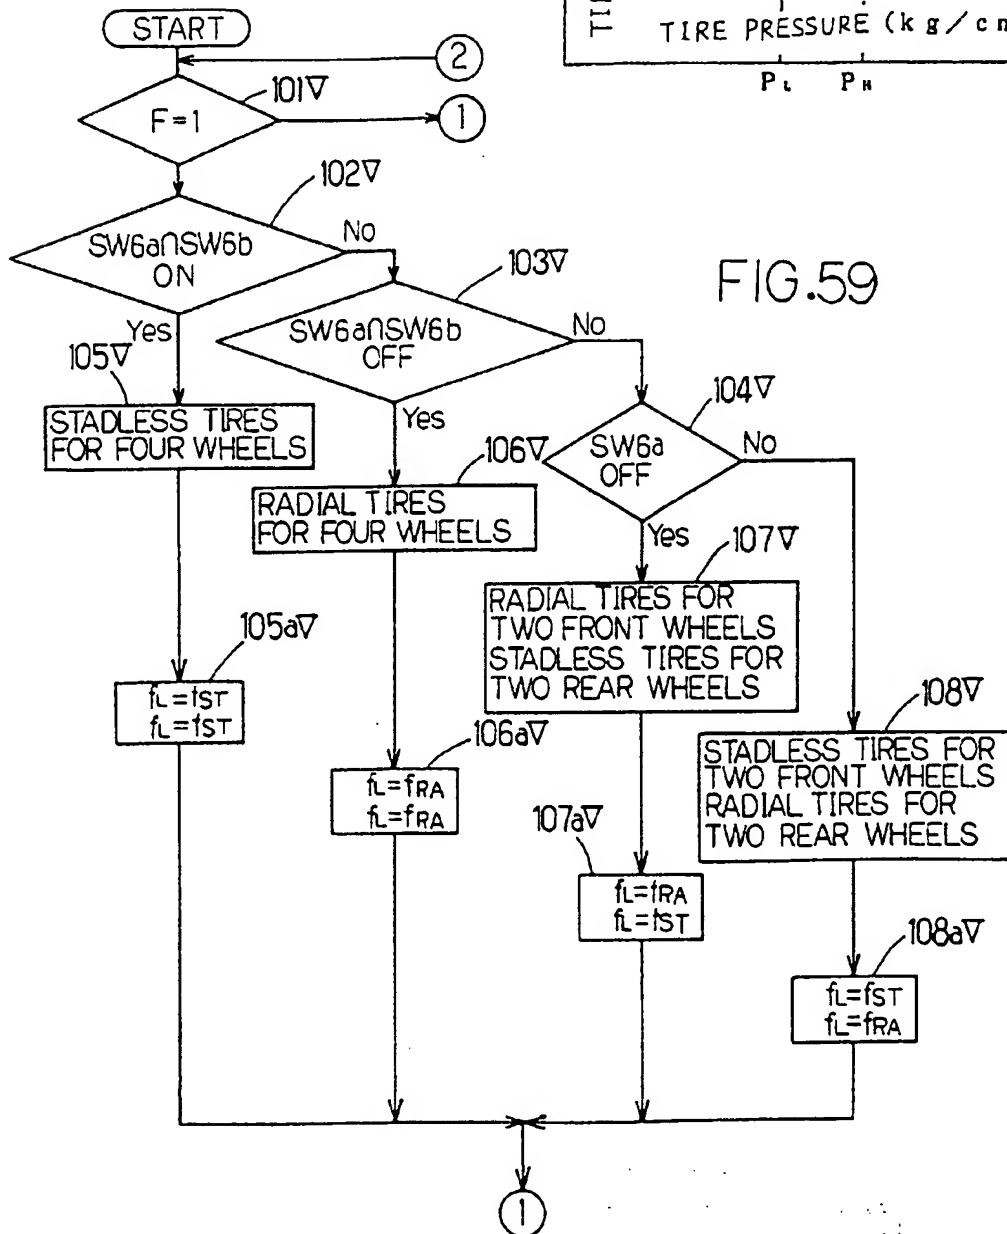 START
2
101∇
F=1
1
TIRE PRESSURE (kg/cm
P L P H
102∇
SW6a∩SW6b
ON
No
Yes
103∇
SW6a∩SW6b
OFF
No
Yes
FIG.59
104∇
SW6a
OFF
No
Yes
105∇
STADLESS TIRES
FOR FOUR WHEELS
106∇
RADIAL TIRES
FOR FOUR WHEELS
107∇
RADIAL TIRES FOR
TWO FRONT WHEELS
STADLESS TIRES FOR
TWO REAR WHEELS
108∇
STADLESS TIRES FOR
TWO FRONT WHEELS
RADIAL TIRES FOR
TWO REAR WHEELS
105a∇
fL=fST
fL=fST
106a∇
fL=fRA
fL=fRA
107a∇
fL=fRA
fL=fST
108a∇
fL=fST
fL=fRA
1